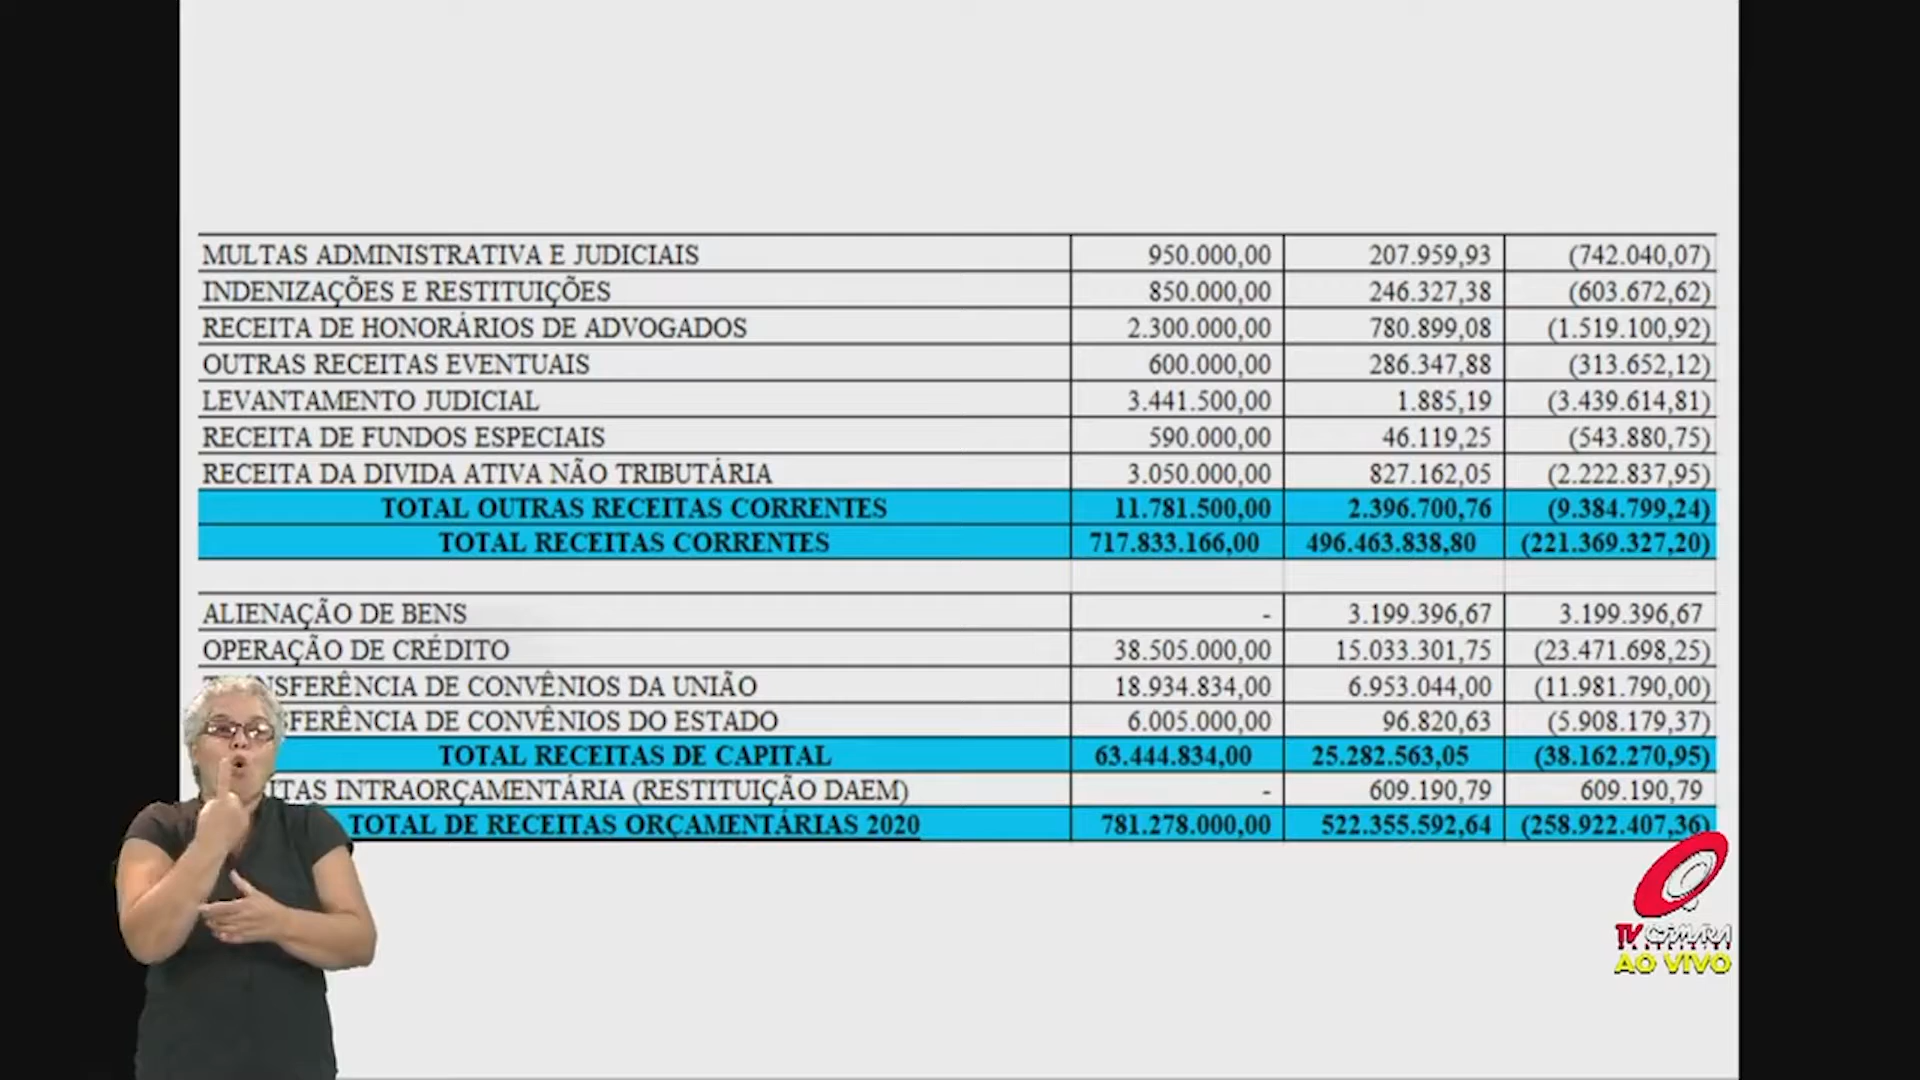 MULTAS ADMINISTRATIVA E JUDICIAIS 950.000,00 207.959,93 (742.040,07)
INDENIZAÇÕES E RESTITUIÇÕES 850.000,00 246.327,38 (603.672,62)
RECEITA DE HONORÁRIOS DE ADVOGADOS 2.300.000,00 780.899,08 (1.519.100,92)
OUTRAS RECEITAS EVENTUAIS 600.000,00 286.347,88 (313.652,12)
LEVANTAMENTO JUDICIAL 3.441.500,00 1.885,19 (3.439.614,81)
RECEITA DE FUNDOS ESPECIAIS 590.000,00 46.119,25 (543.880,75)
RECEITA DA DIVIDA ATIVA NÃO TRIBUTÁRIA 3.050.000,00 827.162,05 (2.222.837,95)
TOTAL OUTRAS RECEITAS CORRENTES 11.781.500,00 2.396.700,76 (9.384.799,24)
TOTAL RECEITAS CORRENTES 717.833.166,00 496.463.838,80 (221.369.327,20)
ALIENAÇÃO DE BENS - 3.199.396,67 3.199.396,67
OPERAÇÃO DE CRÉDITO 38.505.000,00 15.033.301,75 (23.471.698,25)
NSFERÊNCIA DE CONVÊNIOS DA UNIÃO 18.934.834,00 6.953.044,00 (11.981.790,00)
SFERÊNCIA DE CONVÊNIOS DO ESTADO 6.005.000,00 96.820,63 (5.908.179,37)
TOTAL RECEITAS DE CAPITAL 63.444.834,00 25.282.563,05 (38.162.270,95)
ITAS INTRAORÇAMENTÁRIA (RESTITUIÇÃO DAEM) - 609.190,79 609.190,79
TOTAL DE RECEITAS ORÇAMENTÁRIAS 2020 781.278.000,00 522.355.592,64 (258.922.407,36)
TV CÂMARA
AO VIVO